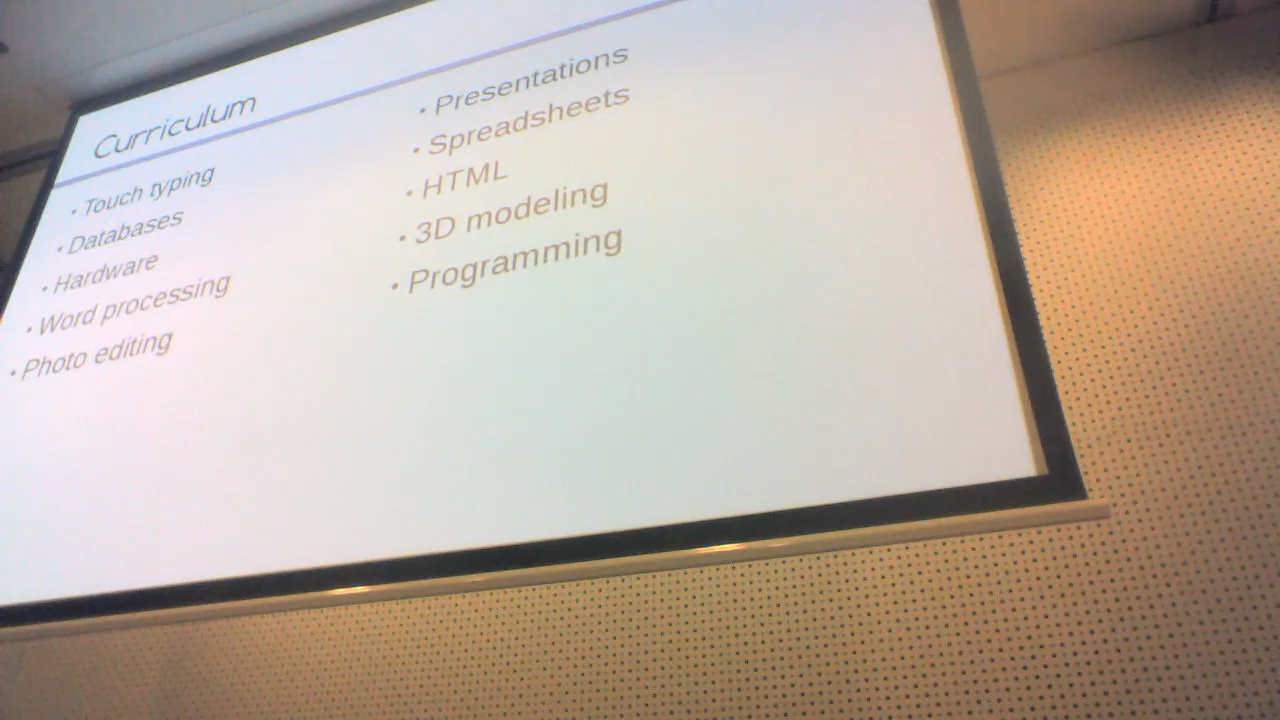 Curriculum
• Touch typing
• Databases
• Hardware
• Word processing
• Photo editing
• Presentations
• Spreadsheets
• HTML
• 3D modeling
• Programming